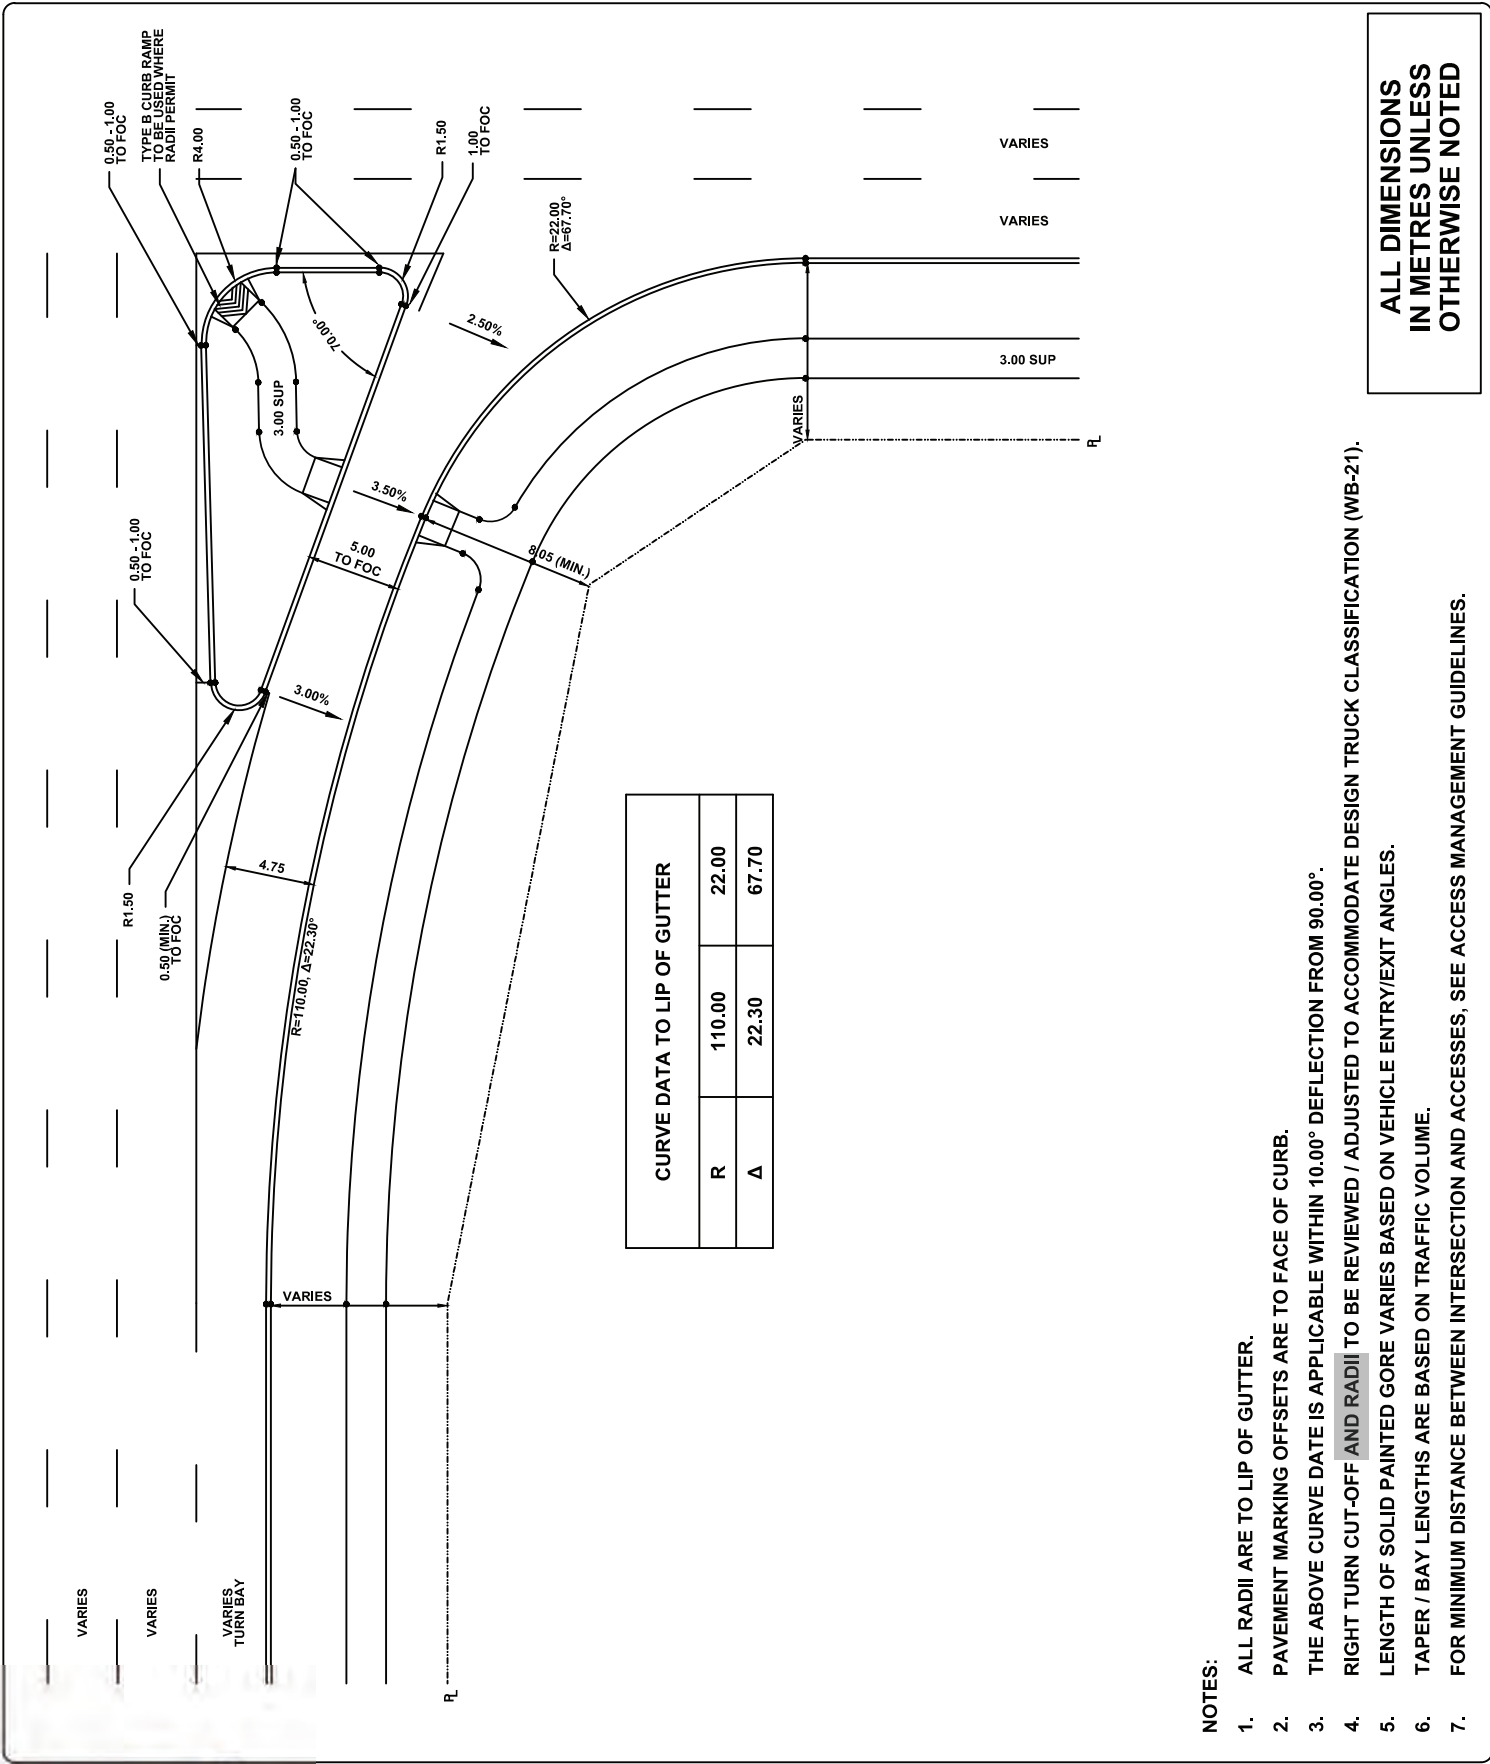 0.50 - 1.00
TO FOC
TYPE B CURB RAMP
TO BE USED WHERE
RADII PERMIT
R4.00
0.50 - 1.00
TO FOC
R1.50
1.00
TO FOC
VARIES
VARIES
R=22.00
Δ=67.70°
70.00°
2.50%
3.00 SUP
3.00 SUP
3.50%
VARIES
8.05 (MIN.)
5.00
TO FOC
0.50 - 1.00
TO FOC
3.00%
4.75
R1.50
0.50 (MIN.)
TO FOC
R=110.00, Δ=22.30°
VARIES
VARIES
VARIES
VARIES
TURN BAY
PL
PL
CURVE DATA TO LIP OF GUTTER
R 110.00 22.00
Δ 22.30 67.70
ALL DIMENSIONS
IN METRES UNLESS
OTHERWISE NOTED
NOTES:
1. ALL RADII ARE TO LIP OF GUTTER.
2. PAVEMENT MARKING OFFSETS ARE TO FACE OF CURB.
3. THE ABOVE CURVE DATE IS APPLICABLE WITHIN 10.00° DEFLECTION FROM 90.00°.
4. RIGHT TURN CUT-OFF AND RADII TO BE REVIEWED / ADJUSTED TO ACCOMMODATE DESIGN TRUCK CLASSIFICATION (WB-21).
5. LENGTH OF SOLID PAINTED GORE VARIES BASED ON VEHICLE ENTRY/EXIT ANGLES.
6. TAPER / BAY LENGTHS ARE BASED ON TRAFFIC VOLUME.
7. FOR MINIMUM DISTANCE BETWEEN INTERSECTION AND ACCESSES, SEE ACCESS MANAGEMENT GUIDELINES.